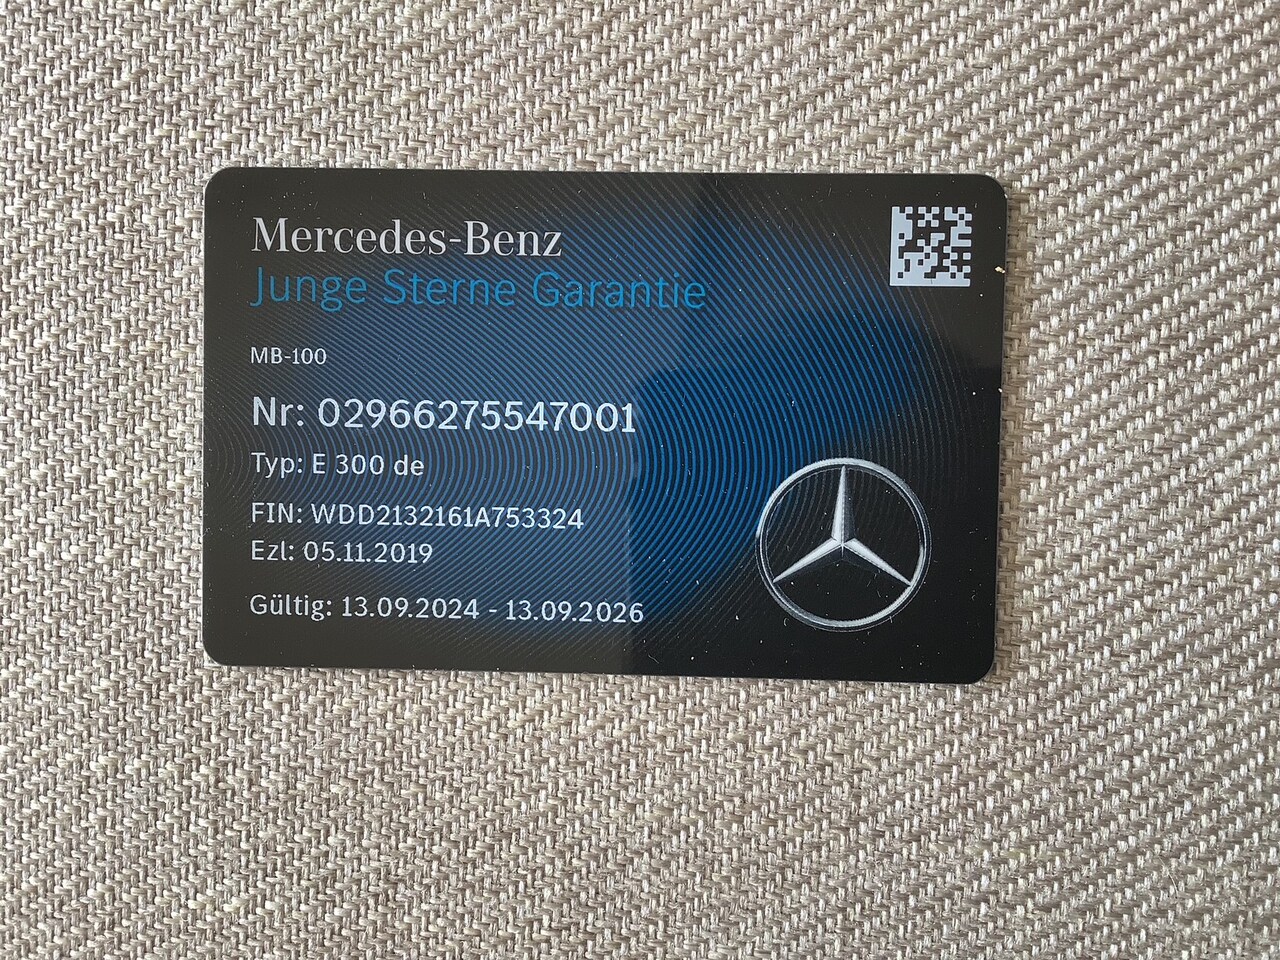 Mercedes-Benz
Junge Sterne Garantie
MB-100
Nr: 02966275547001
Typ: E 300 de
FIN: WDD2132161A753324
Ezl: 05.11.2019
Gültig: 13.09.2024 - 13.09.2026